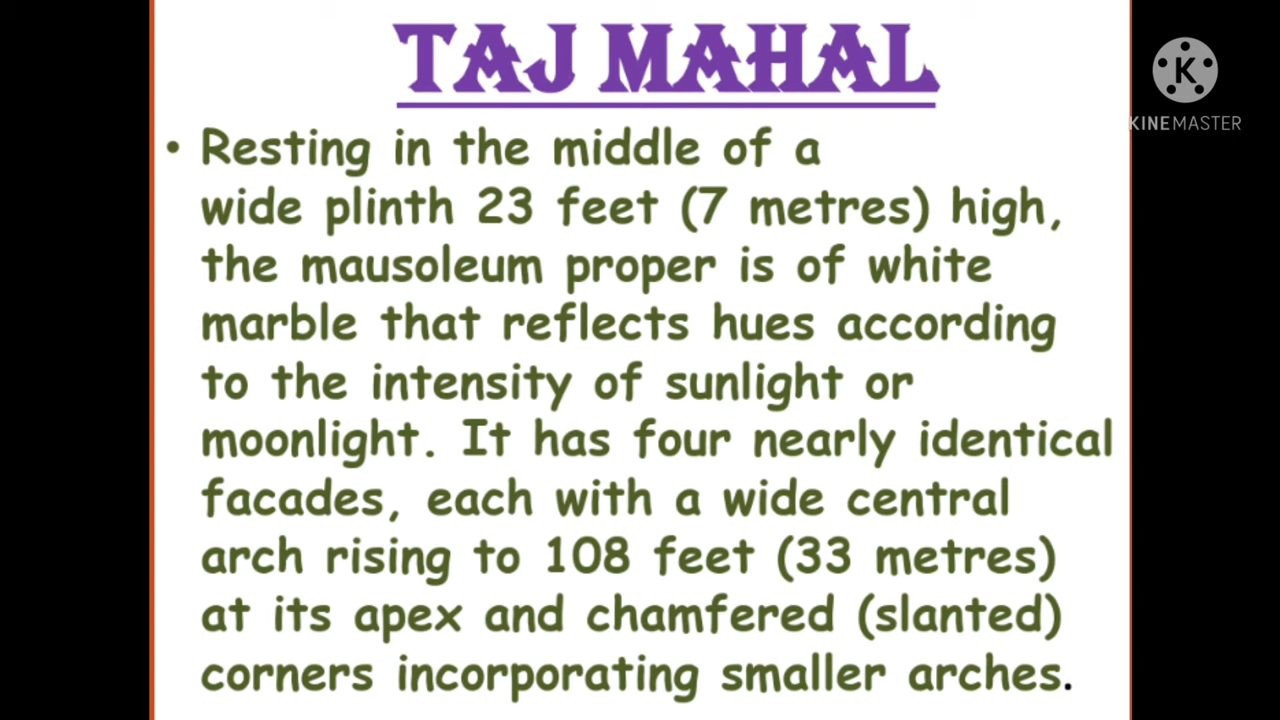 TAJ MAHAL
K
KINEMASTER
• Resting in the middle of a
wide plinth 23 feet (7 metres) high,
the mausoleum proper is of white
marble that reflects hues according
to the intensity of sunlight or
moonlight. It has four nearly identical
facades, each with a wide central
arch rising to 108 feet (33 metres)
at its apex and chamfered (slanted)
corners incorporating smaller arches.